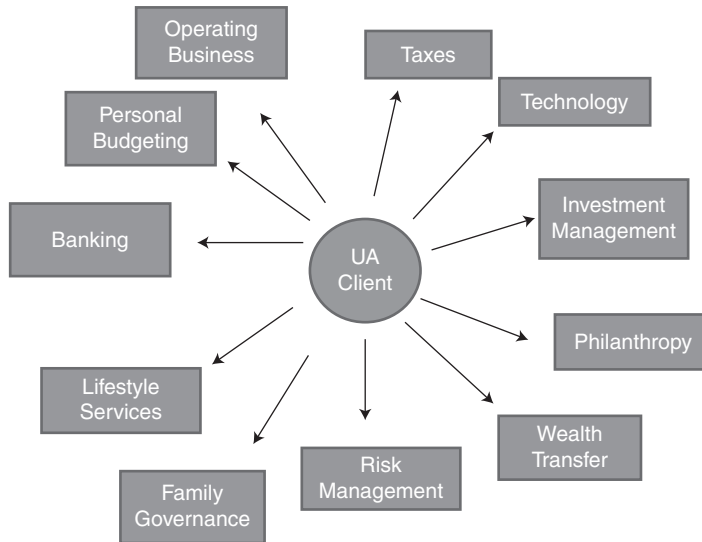 Operating
Business
Taxes
Technology
Personal
Budgeting
Investment
Management
Banking
UA
Client
Philanthropy
Lifestyle
Services
Wealth
Transfer
Risk
Management
Family
Governance